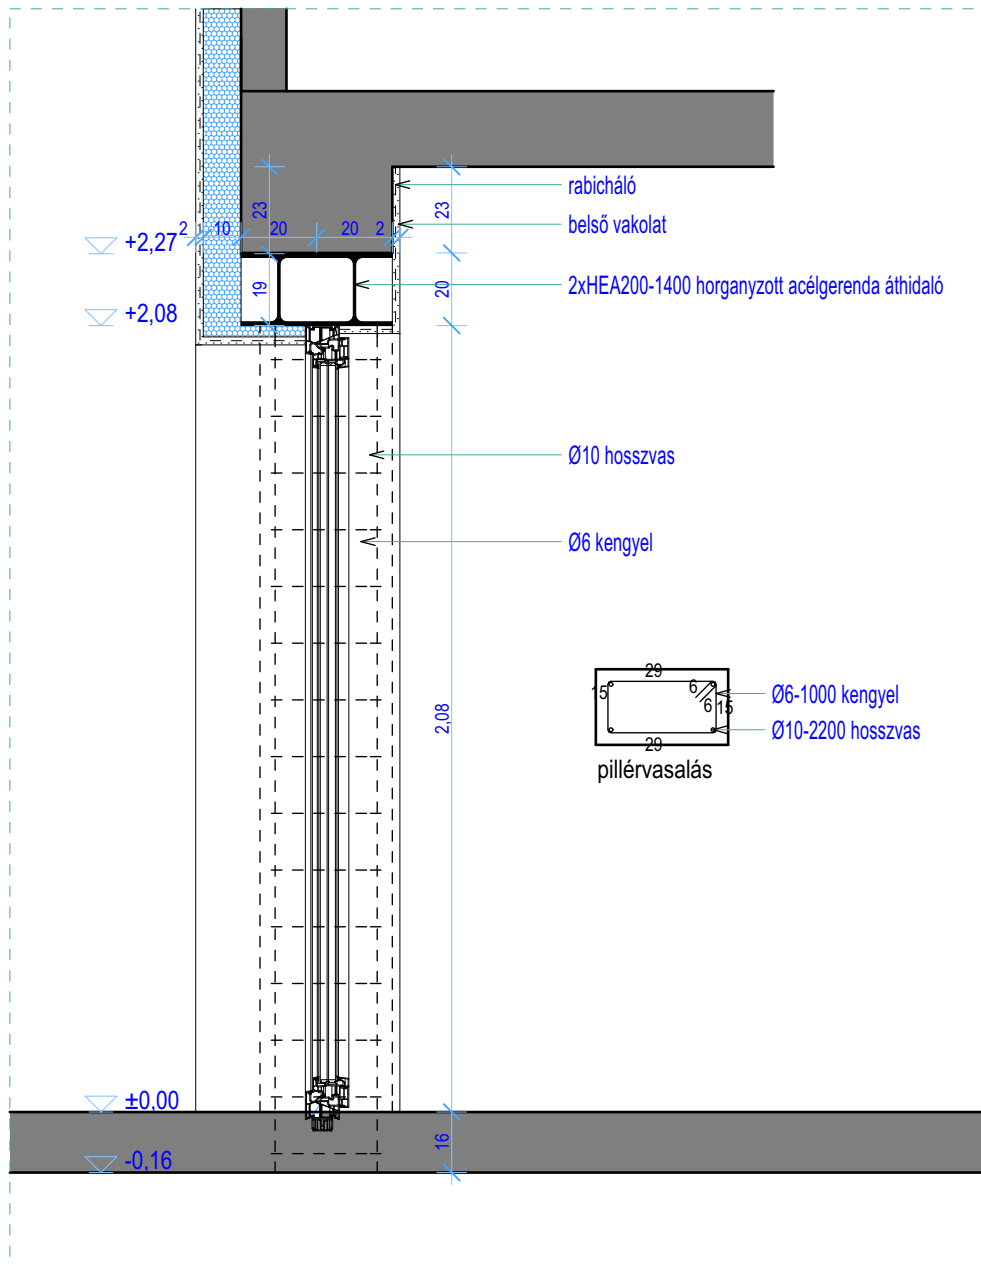 rabicháló
23
23
belső vakolat
2
10
20
20
2
+2,27
2xHEA200-1400 horganyzott acélgerenda áthidaló
19
20
+2,08
Ø10 hosszvas
Ø6 kengyel
29
15
6
6
15
Ø6-1000 kengyel
Ø10-2200 hosszvas
29
pillérvasalás
2,08
±0,00
16
-0,16